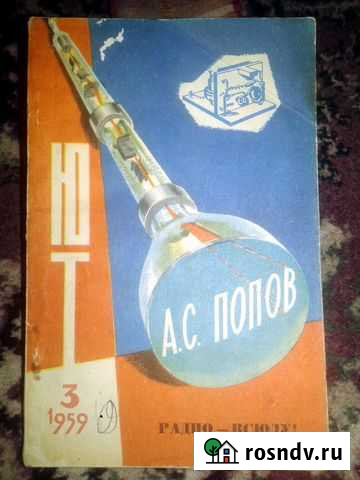 ЮТ
А.С. ПОПОВ
3
1959
РАДИО — ВСЮДУ!
rosndv.ru